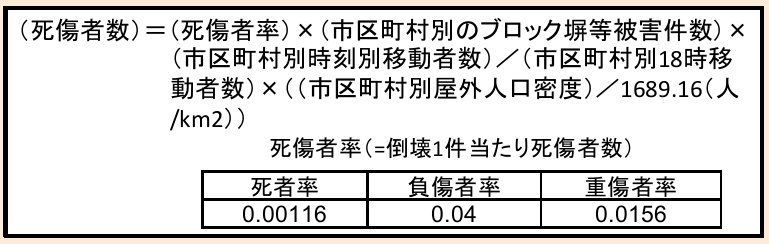 （死傷者数）＝（死傷者率）×（市区町村別のブロック塀等被害件数）×
（市区町村別時刻別移動者数）／（市区町村別18時移
動者数）×（（市区町村別屋外人口密度）／1689.16（人
/km2））
死傷者率（=倒壊1件当たり死傷者数）
死者率 負傷者率 重傷者率
0.00116 0.04 0.0156